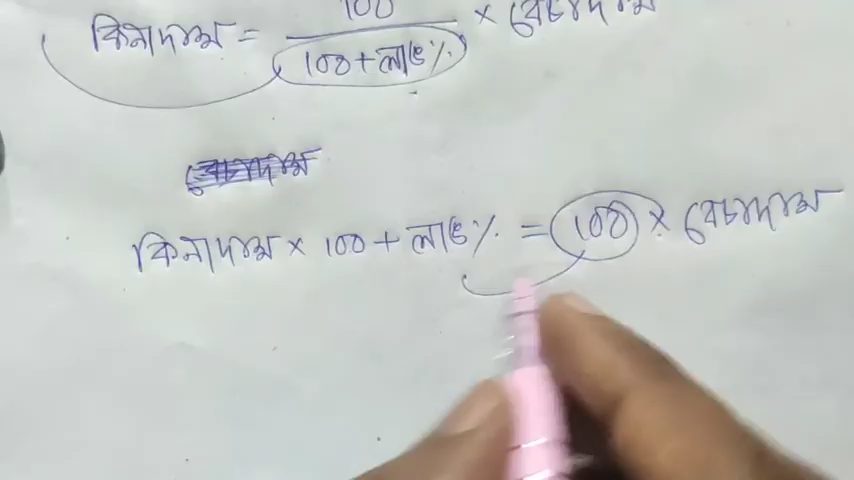 কিনাদাম = 100 / 100 + লাভ% × বেচাদাম
কিনাদাম × 100 + লাভ% = 100 × বেচাদাম